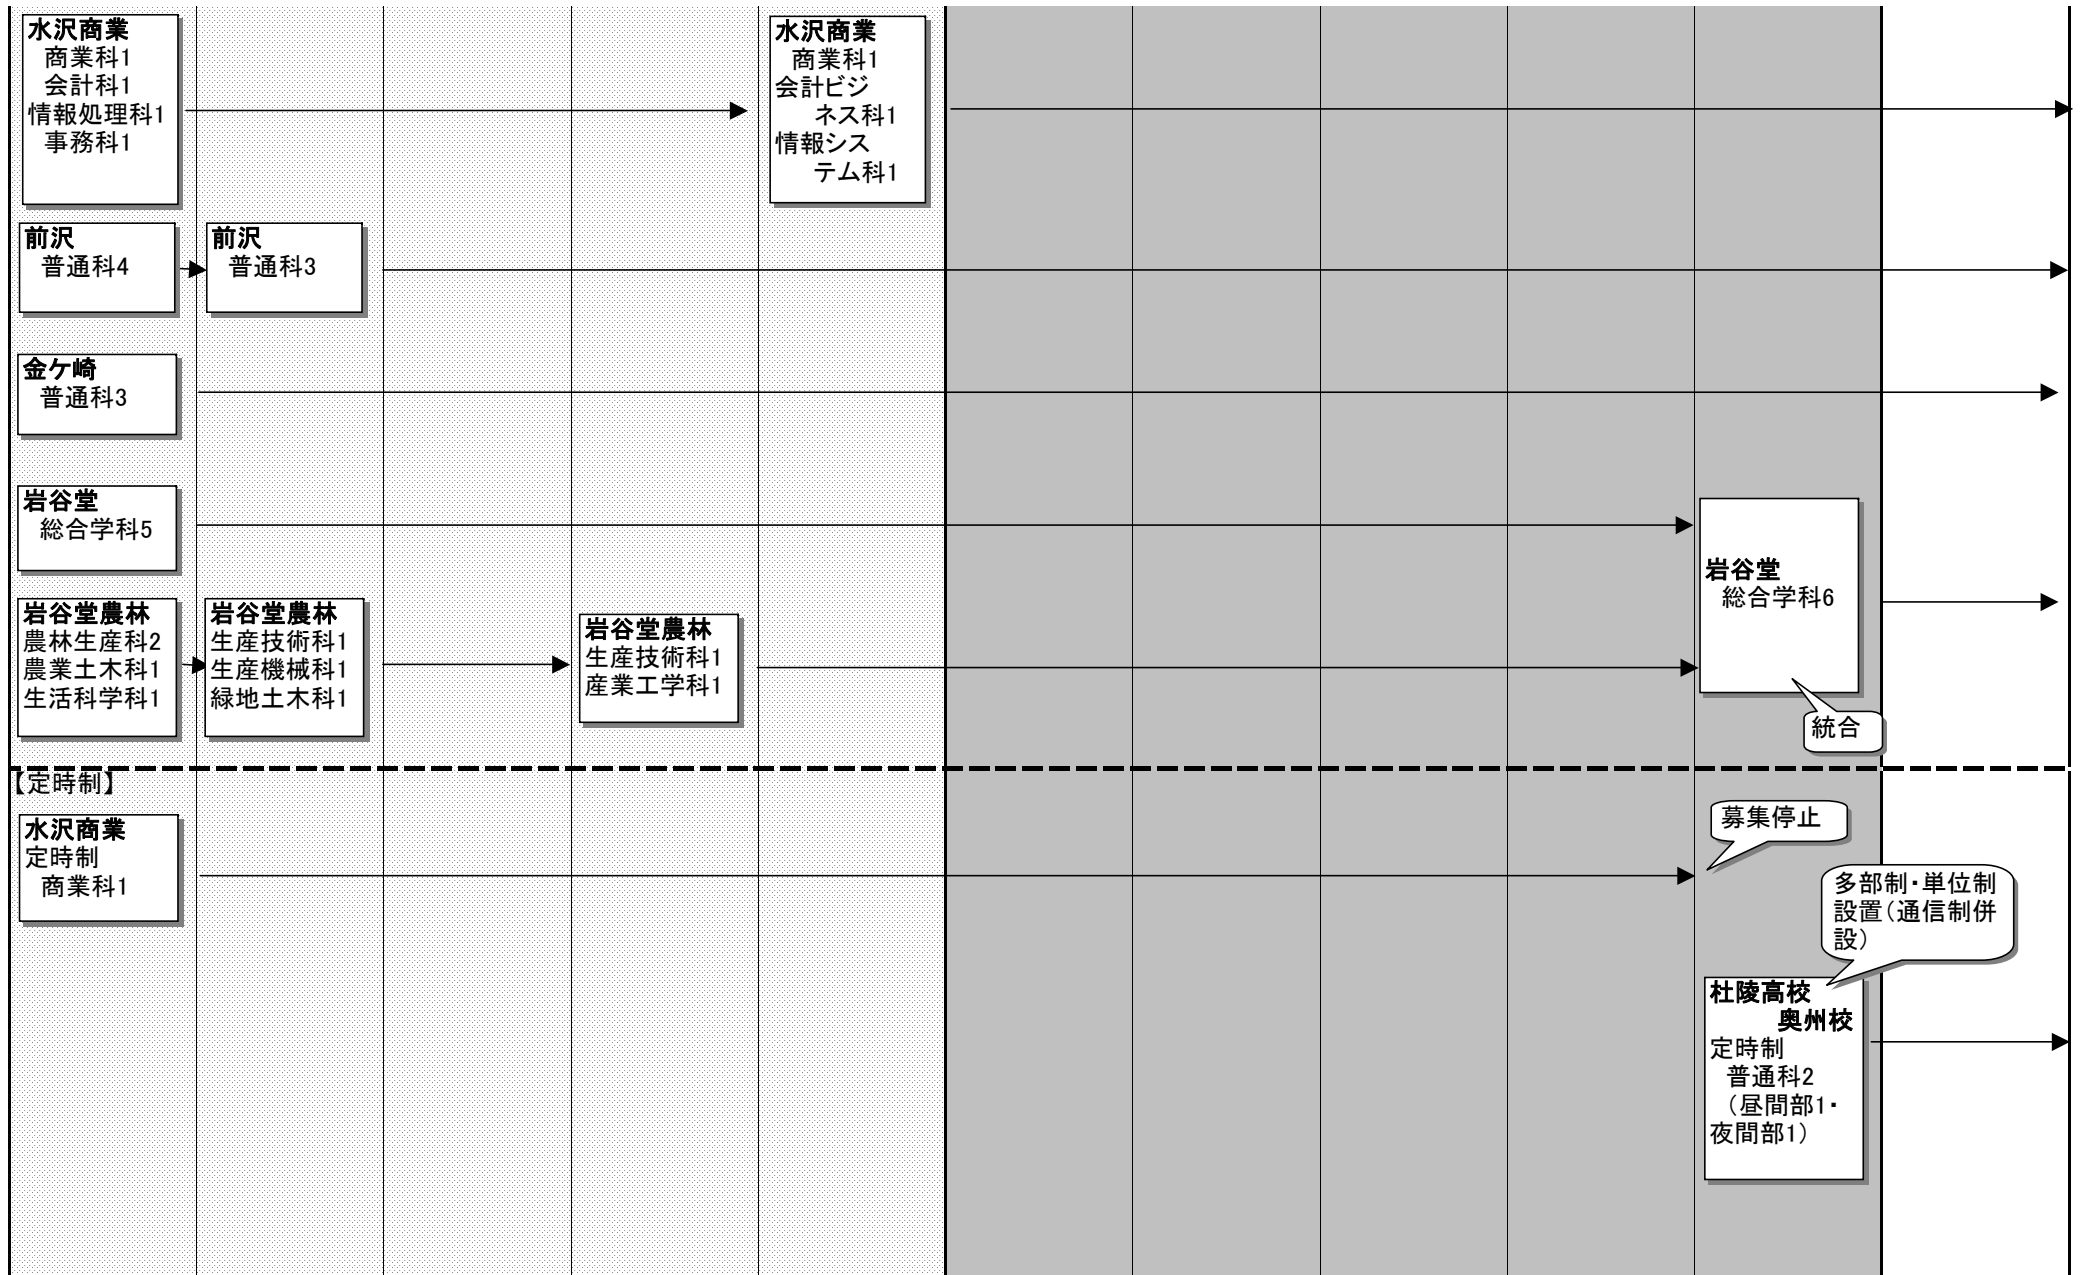 水沢商業
商業科1
会計科1
情報処理科1
事務科1
水沢商業
商業科1
会計ビジ
ネス科1
情報シス
テム科1
前沢
普通科4
前沢
普通科3
金ケ崎
普通科3
岩谷堂
総合学科5
岩谷堂農林
農林生産科2
農業土木科1
生活科学科1
岩谷堂農林
生産技術科1
生産機械科1
緑地土木科1
岩谷堂農林
生産技術科1
産業工学科1
岩谷堂
総合学科6
統合
【定時制】
水沢商業
定時制
商業科1
募集停止
多部制・単位制
設置（通信制併
設）
杜陵高校
奥州校
定時制
普通科2
（昼間部1・
夜間部1）